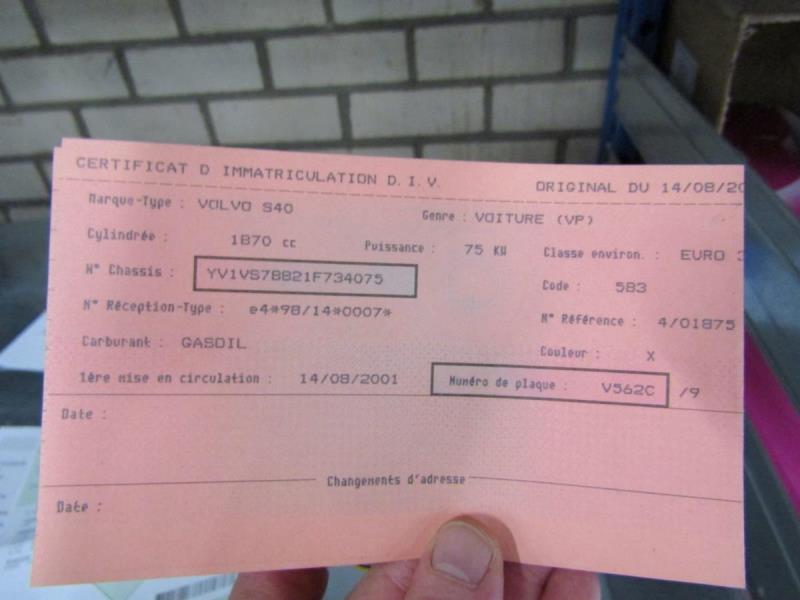 CERTIFICAT D IMMATRICULATION D.I.V.
ORIGINAL DU 14/08/20
Marque-Type : VOLVO S40
Genre : VOITURE (VP)
Cylindrée : 1870 cc
Puissance : 75 KW
Classe environ. : EURO 3
N° Chassis : YV1VS78821F734075
Code : 583
N° Réception-Type : e4*98/14*0007*
N° Référence : 4/01875
Carburant : GASOIL
Couleur : X
1ère mise en circulation : 14/08/2001
Numéro de plaque : V562C /9
Date :
Changements d'adresse
Date :